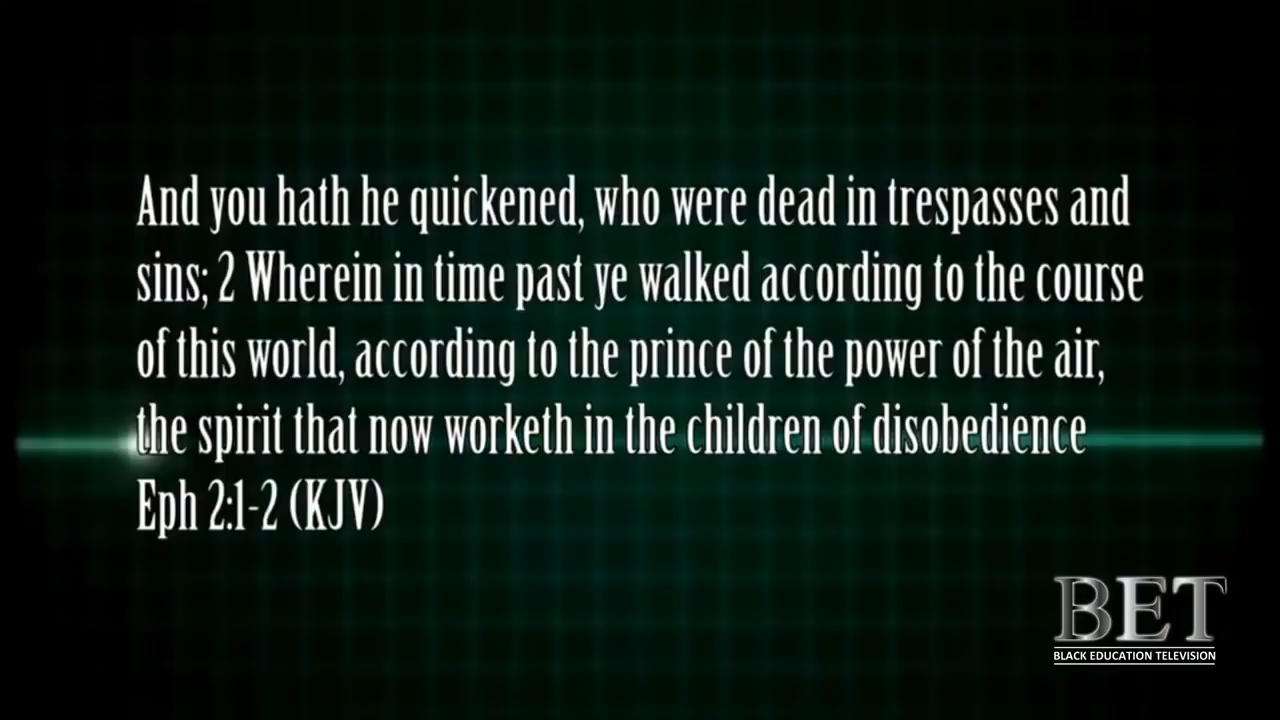 And you hath he quickened, who were dead in trespasses and
sins; 2 Wherein in time past ye walked according to the course
of this world, according to the prince of the power of the air,
the spirit that now worketh in the children of disobedience
Eph 2:1-2 (KJV)
BET
BLACK EDUCATION TELEVISION